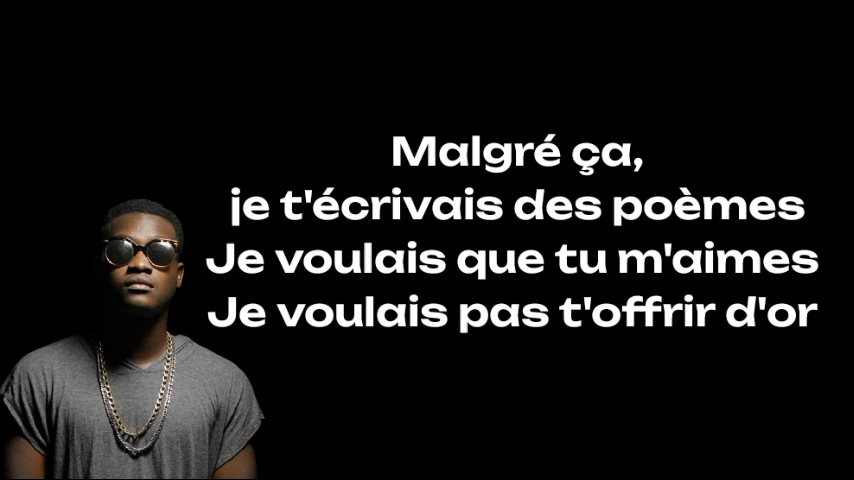 Malgré ça,
je t'écrivais des poèmes
Je voulais que tu m'aimes
Je voulais pas t'offrir d'or